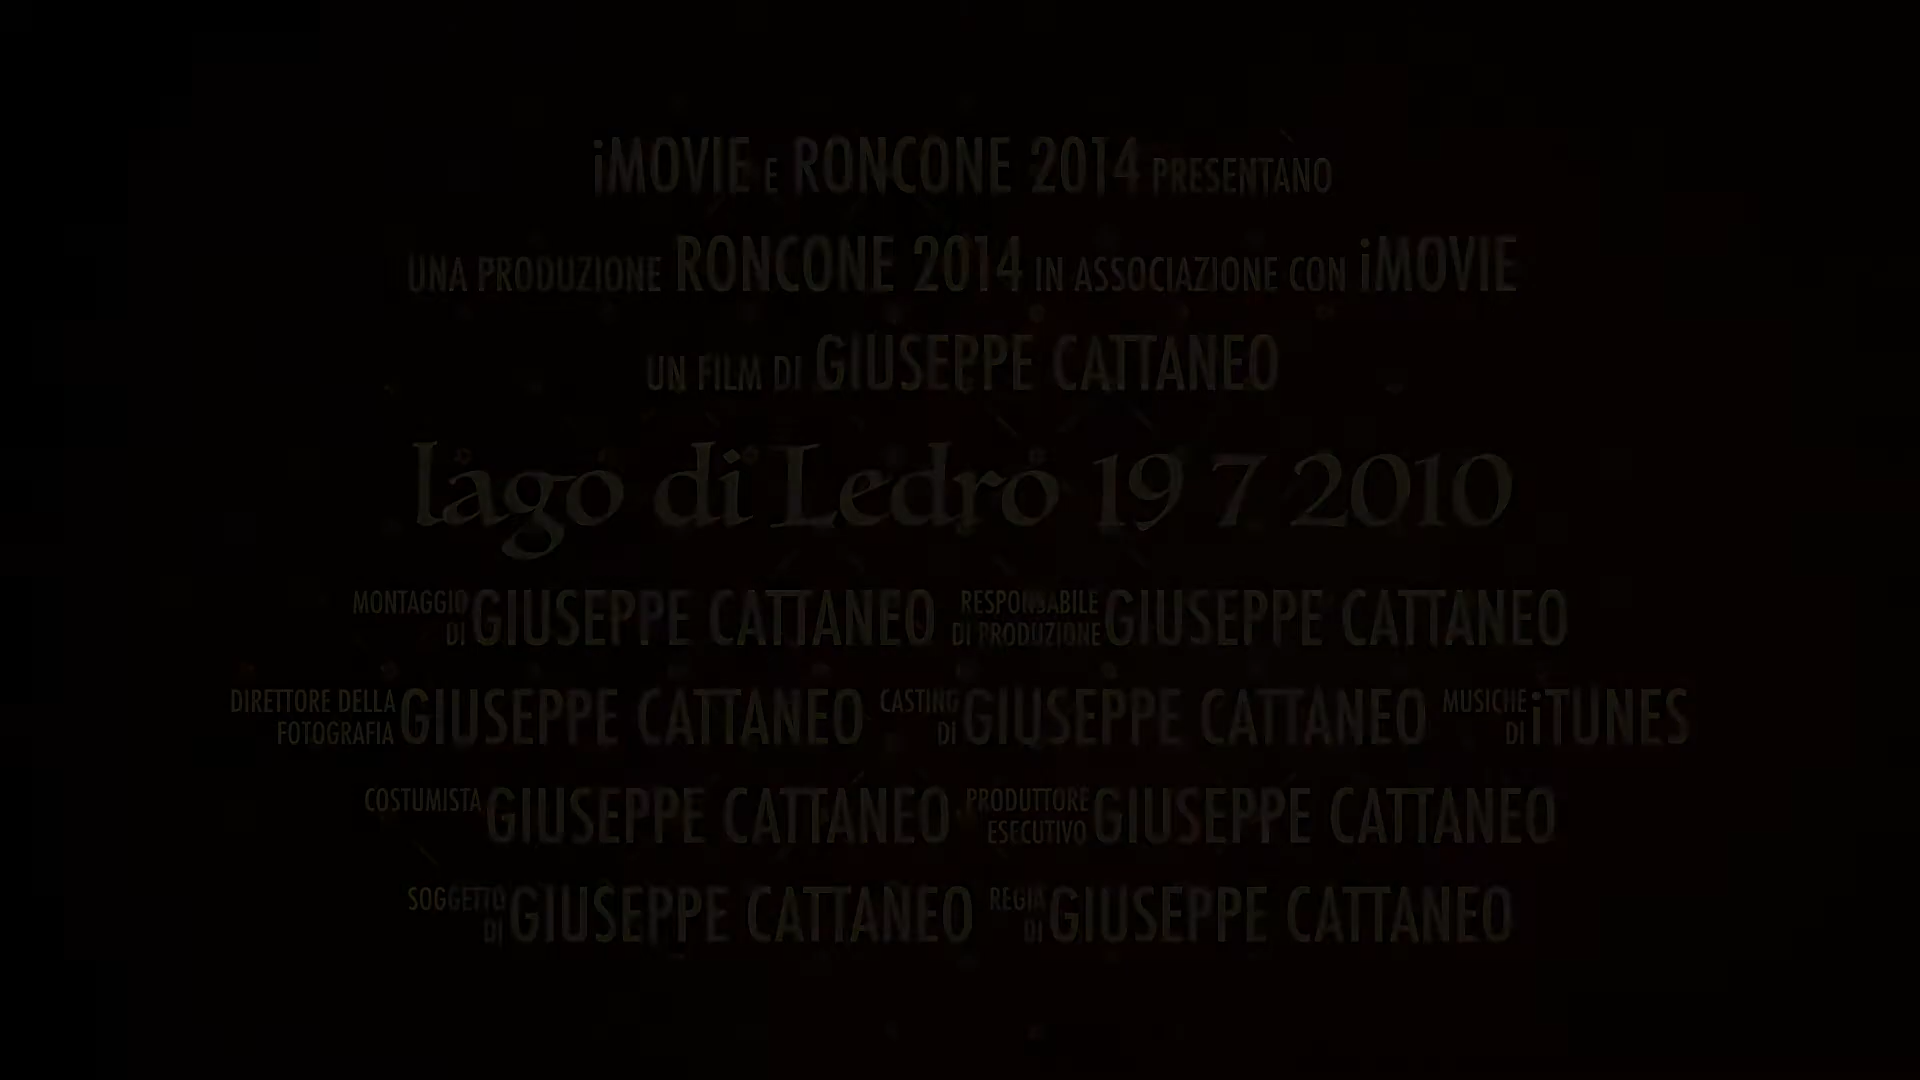 iMOVIE E RONCONE 2014 PRESENTANO
UNA PRODUZIONE RONCONE 2014 IN ASSOCIAZIONE CON iMOVIE
UN FILM DI GIUSEPPE CATTANEO
lago di Ledro 19 7 2010
MONTAGGIO DI GIUSEPPE CATTANEO RESPONSABILE DI PRODUZIONE GIUSEPPE CATTANEO
DIRETTORE DELLA FOTOGRAFIA GIUSEPPE CATTANEO CASTING DI GIUSEPPE CATTANEO MUSICHE DI iTUNES
COSTUMISTA GIUSEPPE CATTANEO PRODUTTORE ESECUTIVO GIUSEPPE CATTANEO
SOGGETTO DI GIUSEPPE CATTANEO REGIA DI GIUSEPPE CATTANEO